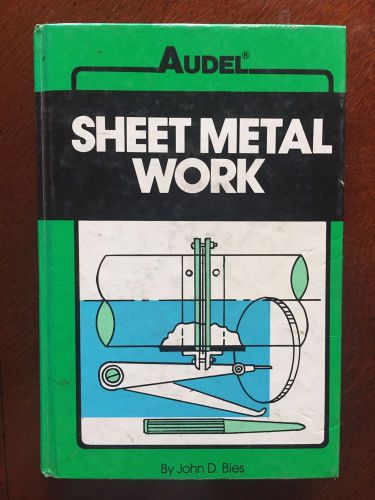 AUDEL®
SHEET METAL
WORK
By John D. Bies